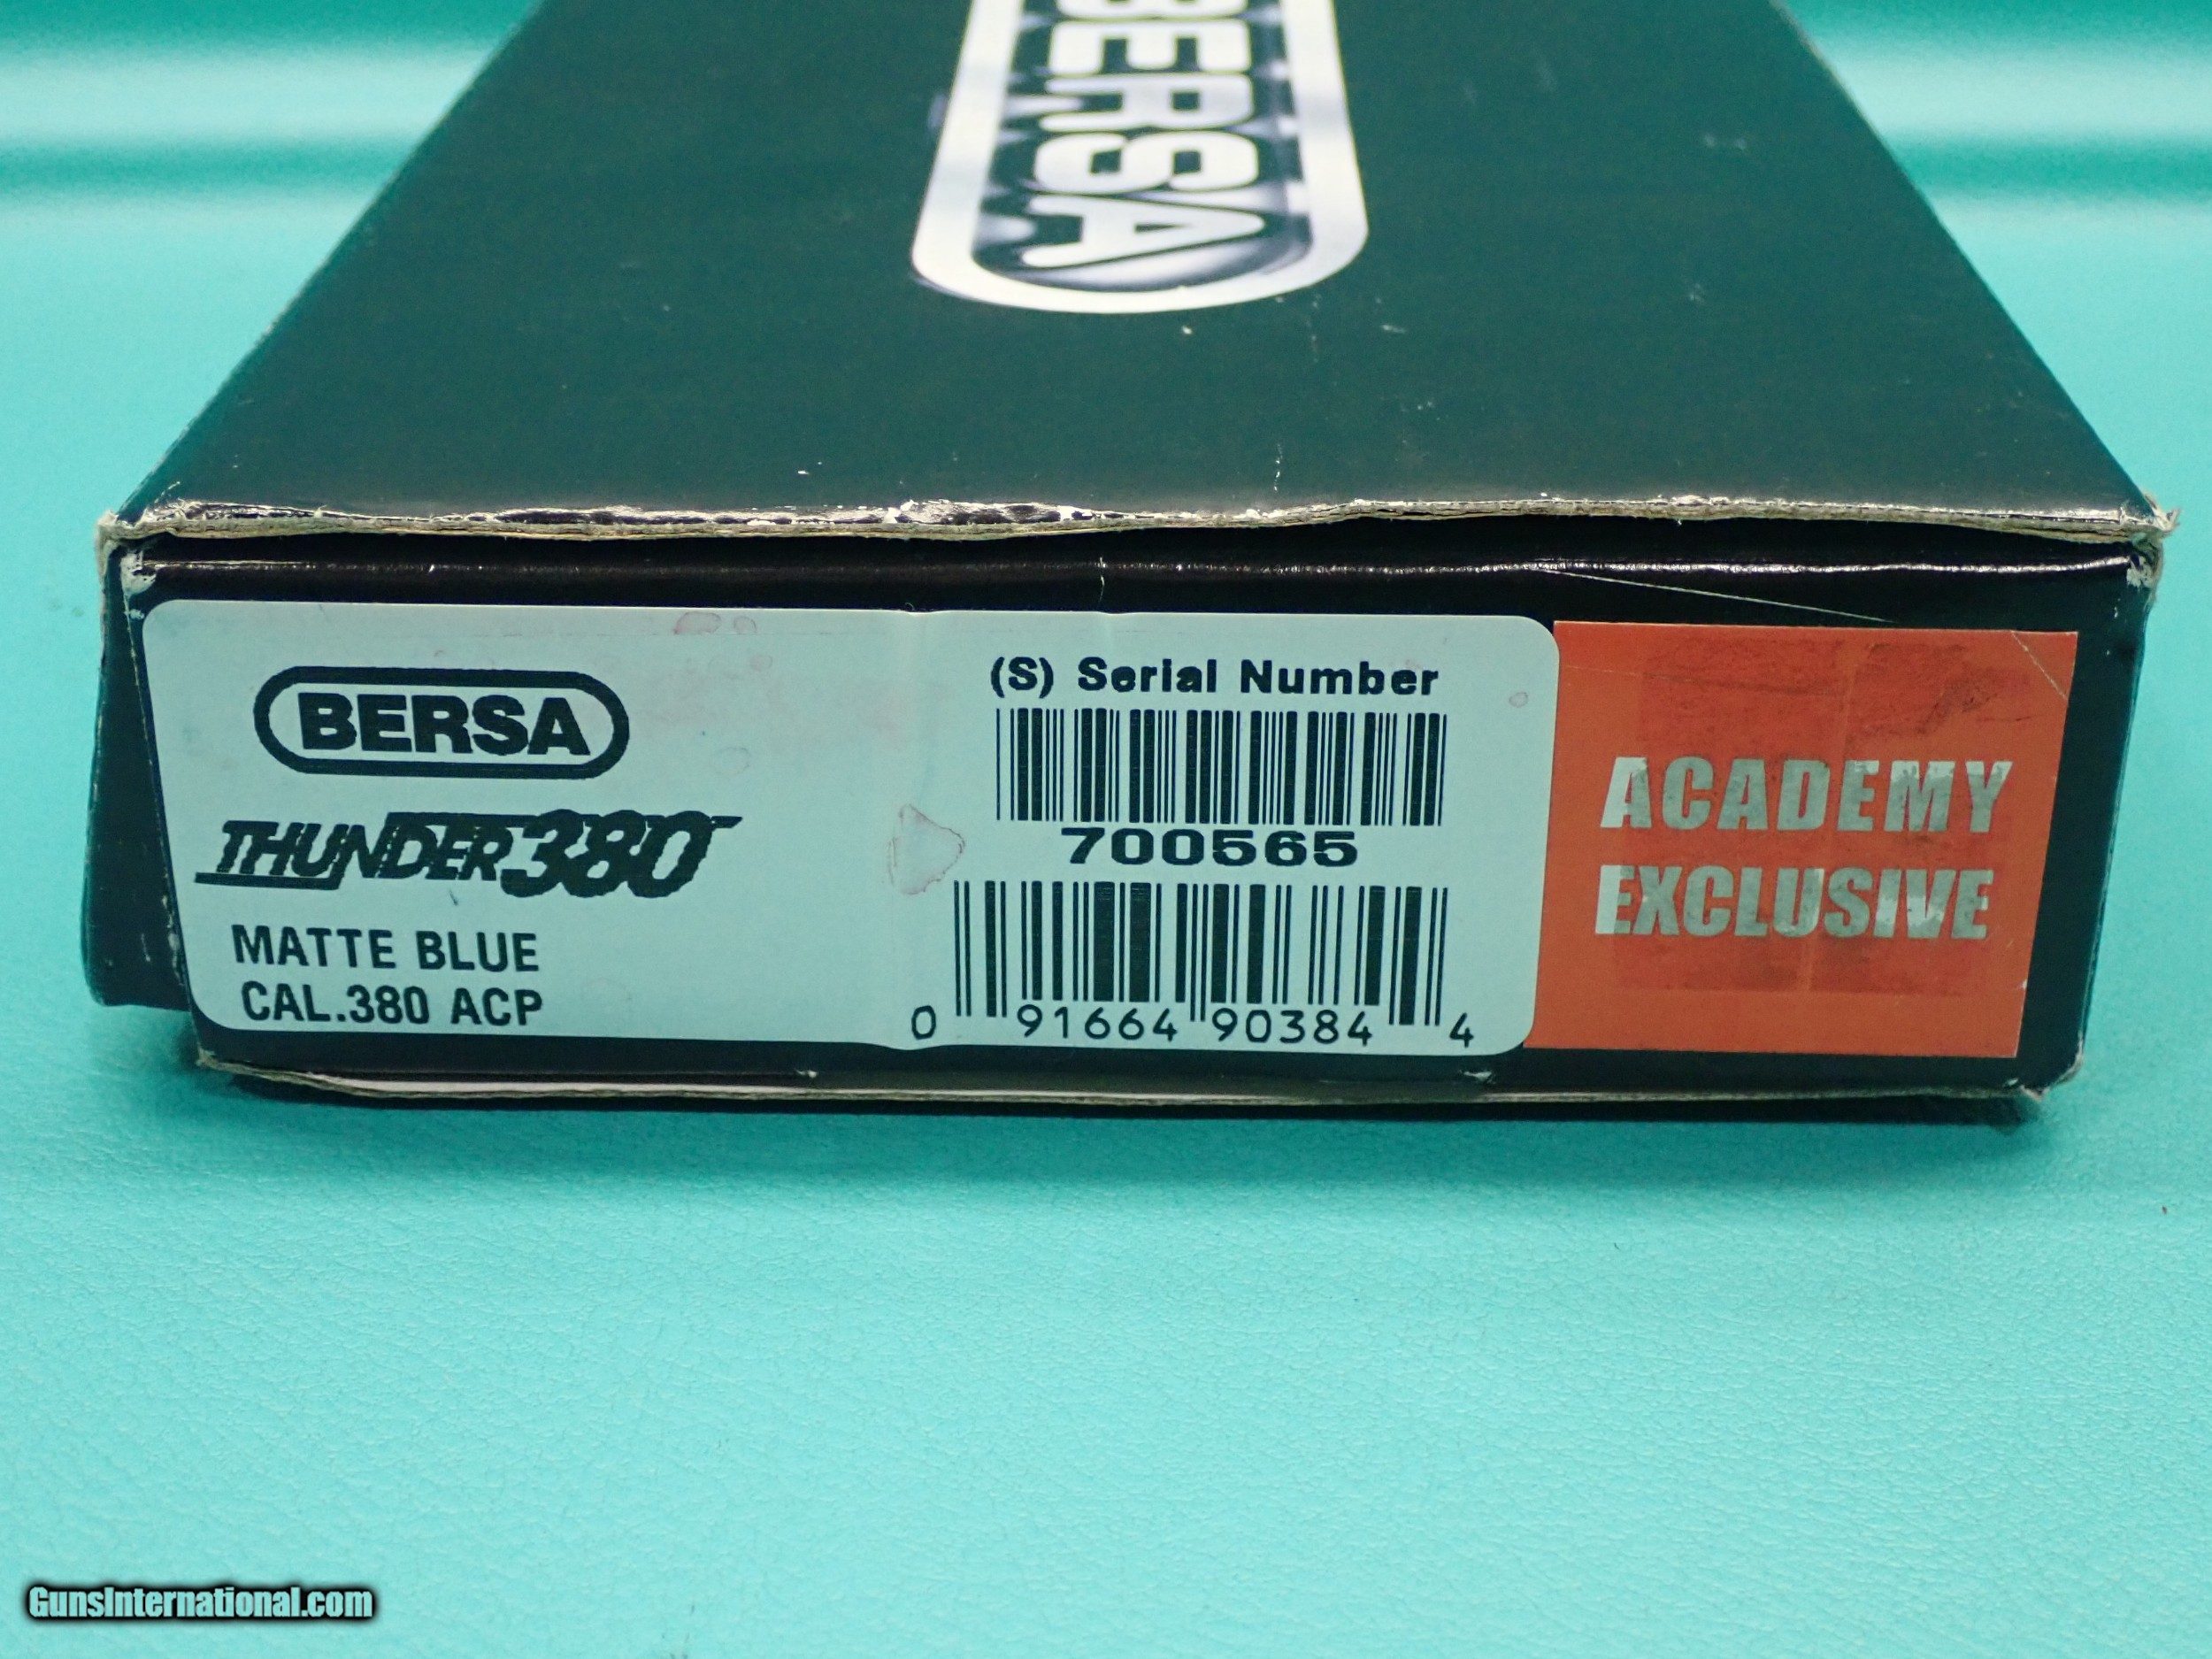 BERSA
BERSA
THUNDER380
MATTE BLUE
CAL.380 ACP
(S) Serial Number
700565
0 91664 90384 4
ACADEMY
EXCLUSIVE
GunsInternational.com